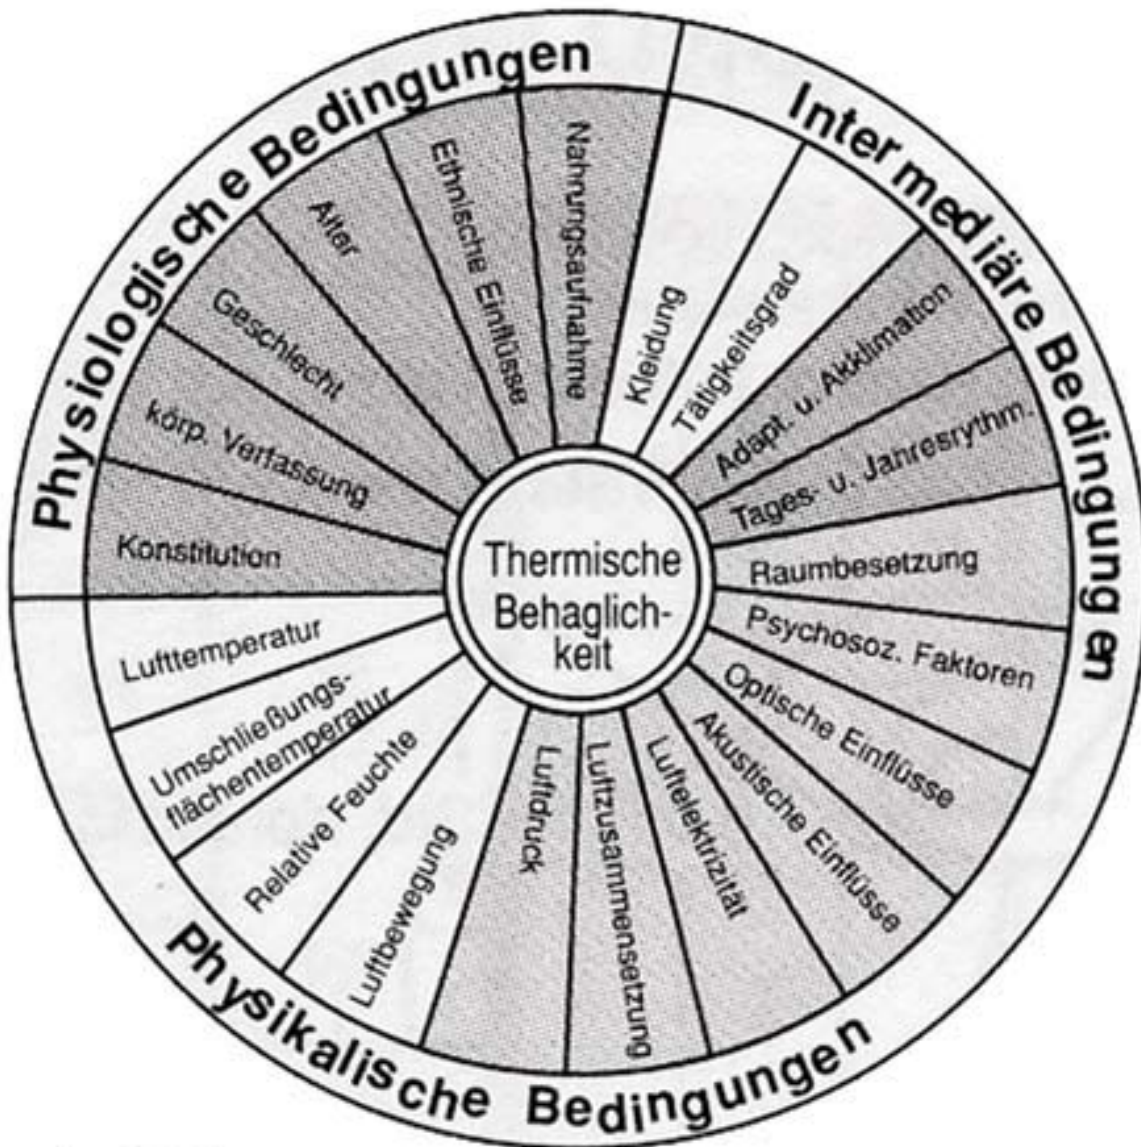 Physiologische Bedingungen
Intermediäre Bedingungen
Physikalische Bedingungen
Thermische
Behaglich-
keit
Konstitution
körp. Verfassung
Geschlecht
Alter
Ethnische Einflüsse
Nahrungsaufnahme
Kleidung
Tätigkeitsgrad
Adapt. u. Akklimation
Tages- u. Jahresrythm.
Raumbesetzung
Psychosoz. Faktoren
Optische Einflüsse
Akustische Einflüsse
Luftelektrizität
Luftzusammensetzung
Luftdruck
Luftbewegung
Relative Feuchte
Umschließungs-
flächentemperatur
Lufttemperatur